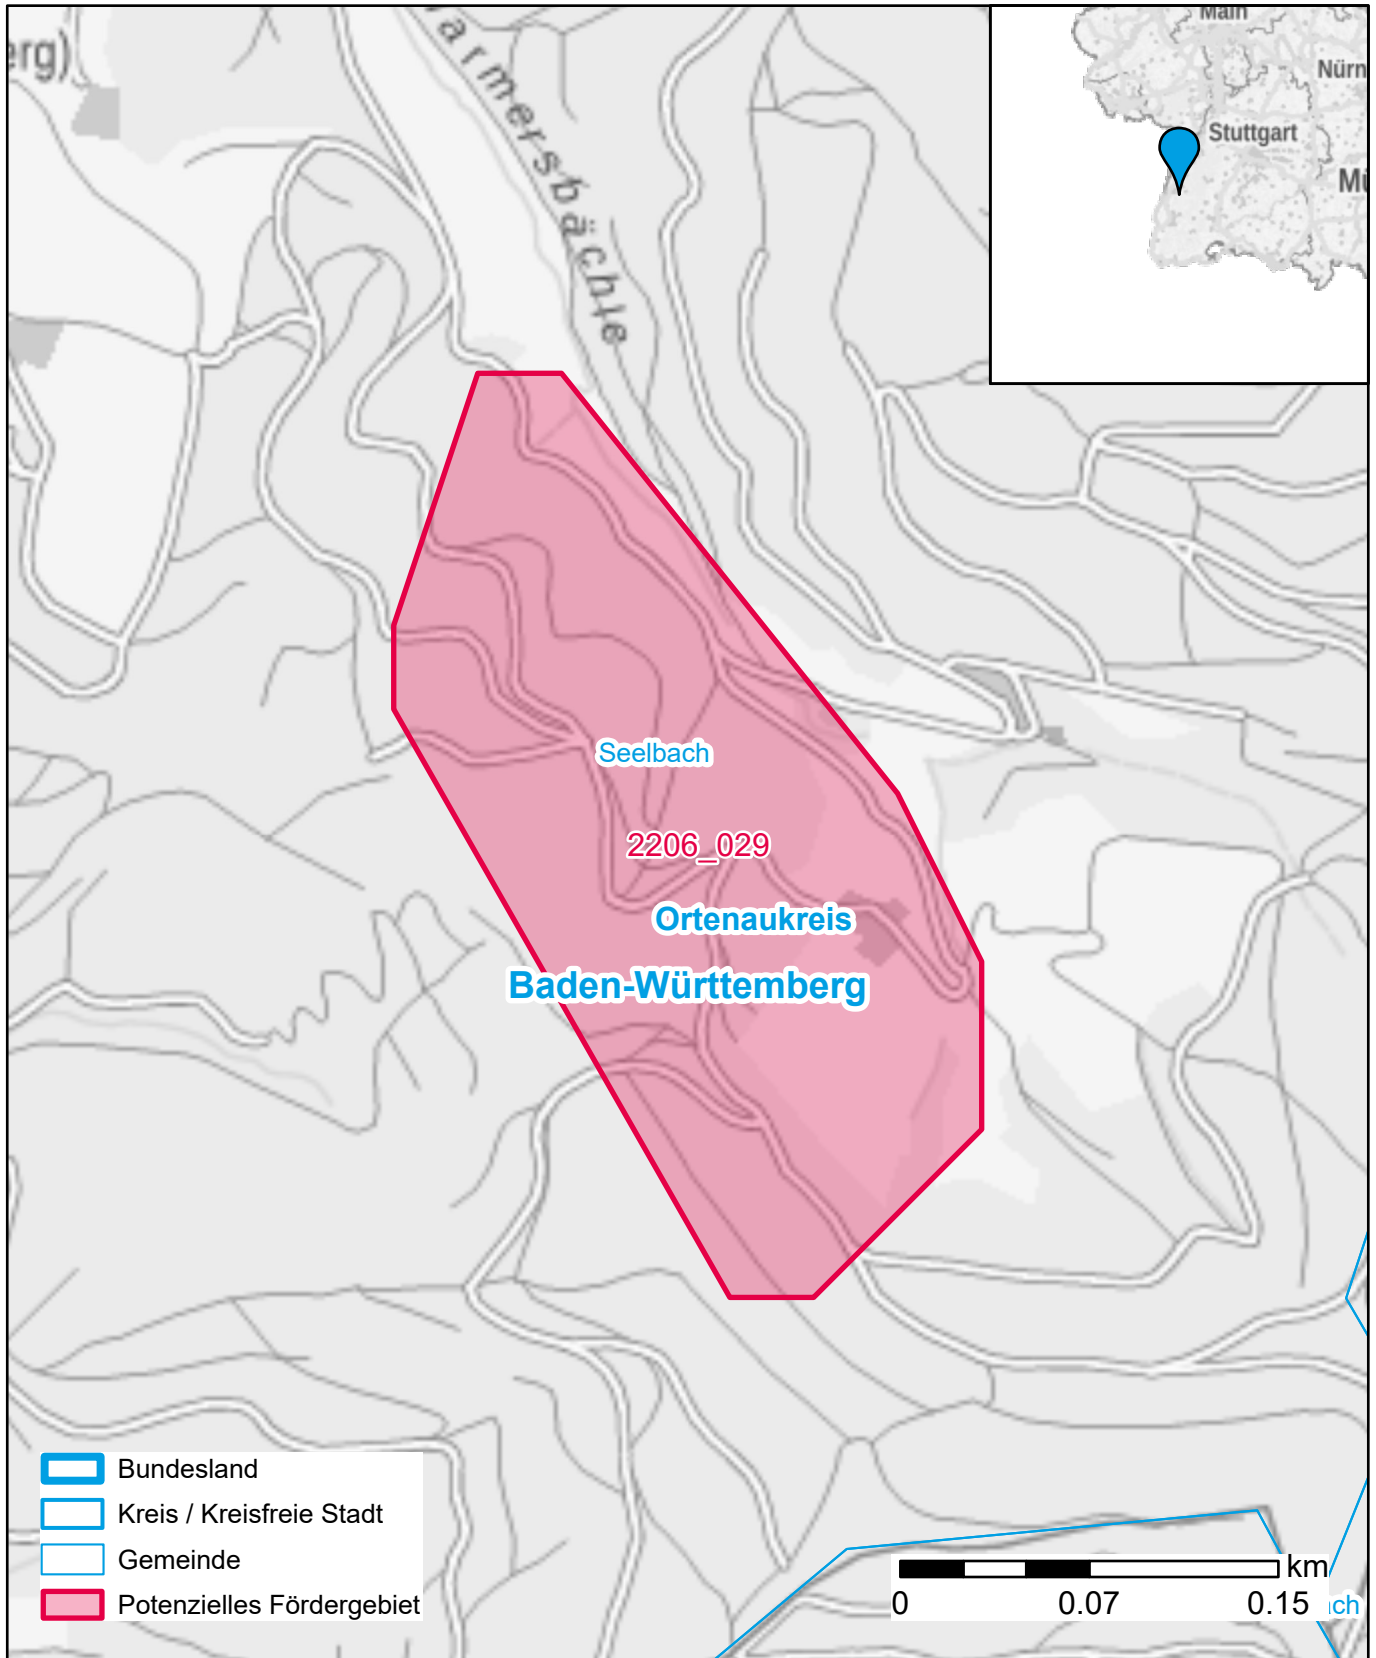 erg)
armersbächle
Main
Nürn
Stuttgart
Mü
Seelbach
2206_029
Ortenaukreis
Baden-Württemberg
Bundesland
Kreis / Kreisfreie Stadt
Gemeinde
Potenzielles Fördergebiet
km
0 0.07 0.15
ach